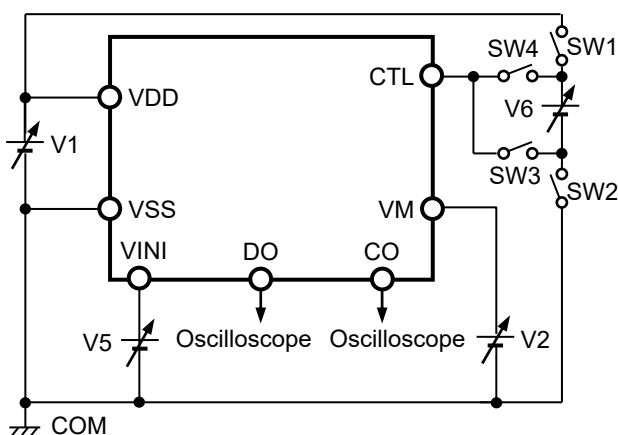 SW1
SW4
CTL
V6
VDD
V1
SW3
SW2
VSS
VM
VINI
DO
CO
V5
Oscilloscope
Oscilloscope
V2
COM